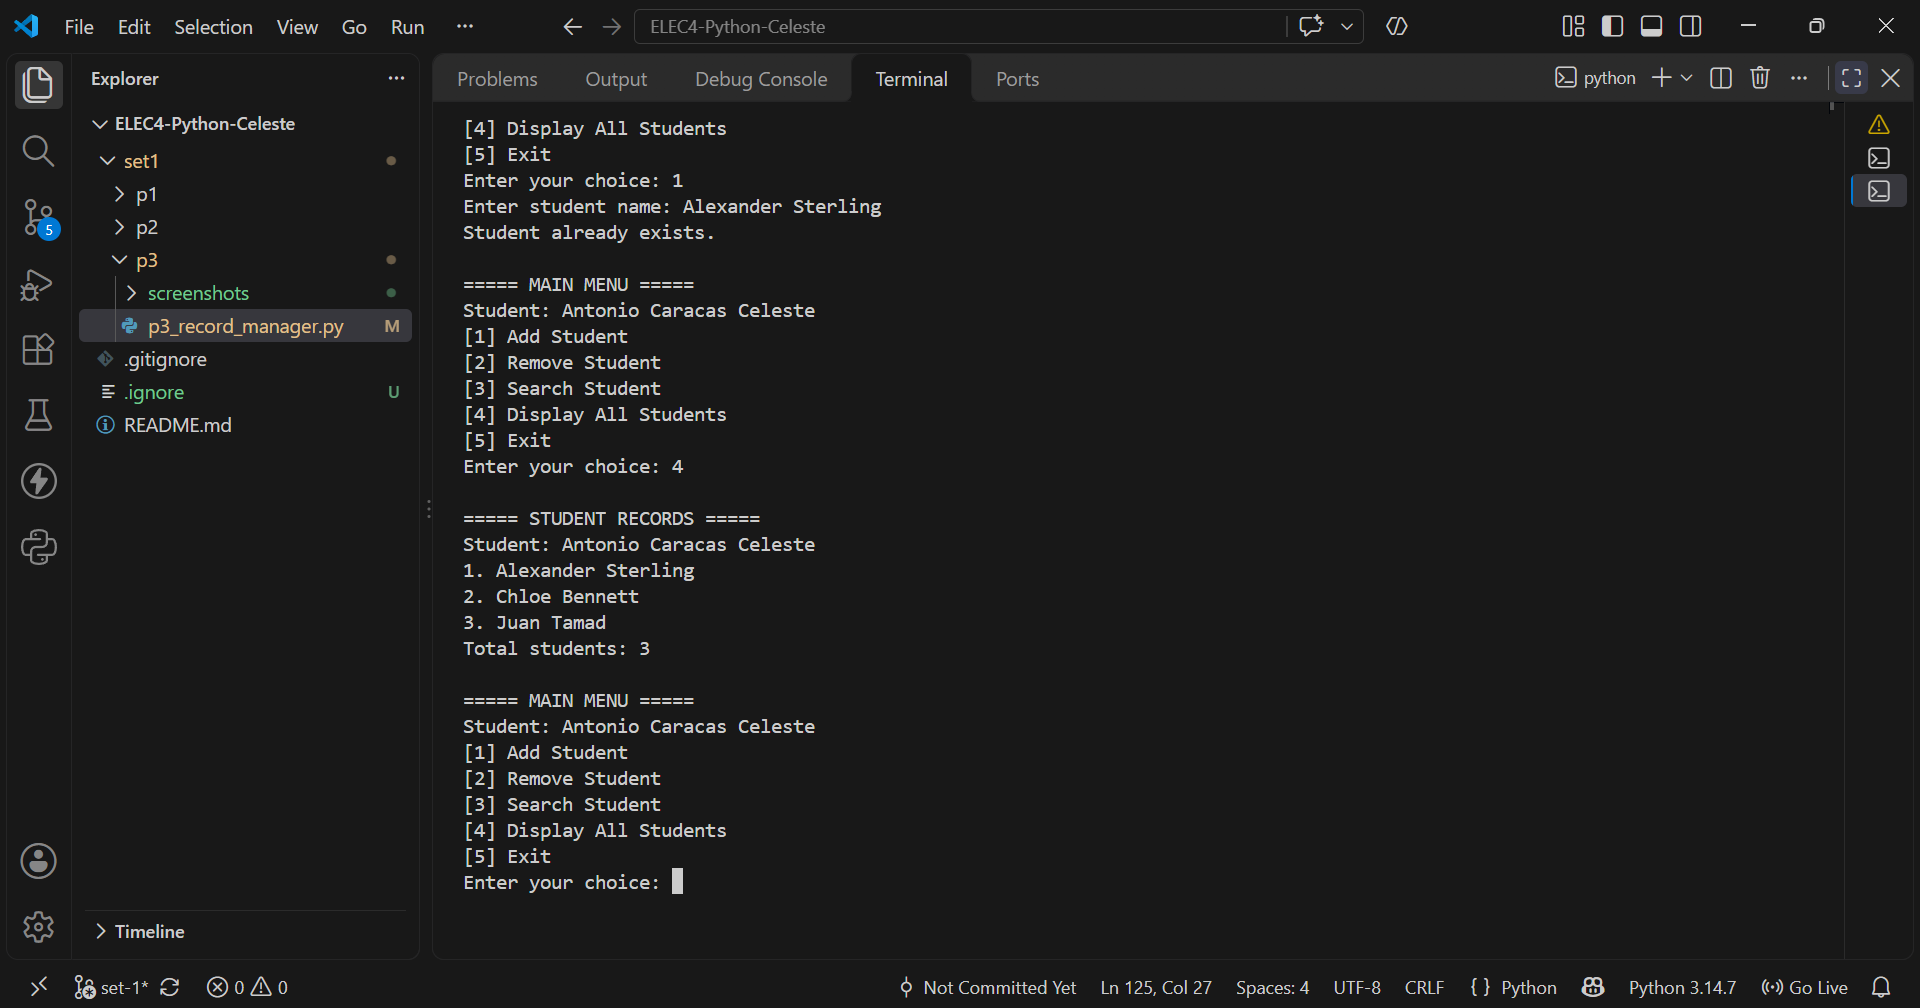 File Edit Selection View Go Run ELEC4-Python-Celeste
Explorer
ELEC4-Python-Celeste
set1
p1
p2
p3
screenshots
p3_record_manager.py M
.gitignore
.ignore U
README.md
5
Timeline
Problems Output Debug Console Terminal Ports python
[4] Display All Students
[5] Exit
Enter your choice: 1
Enter student name: Alexander Sterling
Student already exists.
===== MAIN MENU =====
Student: Antonio Caracas Celeste
[1] Add Student
[2] Remove Student
[3] Search Student
[4] Display All Students
[5] Exit
Enter your choice: 4
===== STUDENT RECORDS =====
Student: Antonio Caracas Celeste
1. Alexander Sterling
2. Chloe Bennett
3. Juan Tamad
Total students: 3
===== MAIN MENU =====
Student: Antonio Caracas Celeste
[1] Add Student
[2] Remove Student
[3] Search Student
[4] Display All Students
[5] Exit
Enter your choice:
set-1* 0 0 Not Committed Yet Ln 125, Col 27 Spaces: 4 UTF-8 CRLF { } Python Python 3.14.7 Go Live